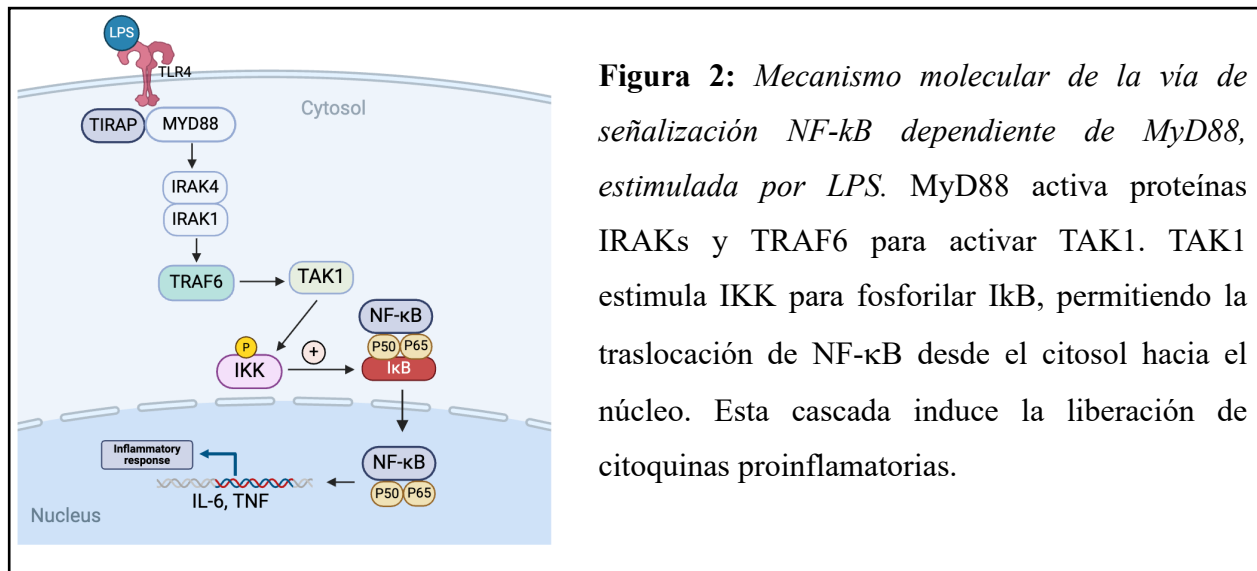 LPS
TLR4
Cytosol
TIRAP
MYD88
IRAK4
IRAK1
TRAF6
TAK1
NF-κB
P50 P65
IκB
P
IKK
+
NF-κB
P50 P65
Inflammatory
response
IL-6, TNF
Nucleus
Figura 2: Mecanismo molecular de la vía de
señalización NF-kB dependiente de MyD88,
estimulada por LPS. MyD88 activa proteínas
IRAKs y TRAF6 para activar TAK1. TAK1
estimula IKK para fosforilar IkB, permitiendo la
traslocación de NF-κB desde el citosol hacia el
núcleo. Esta cascada induce la liberación de
citoquinas proinflamatorias.